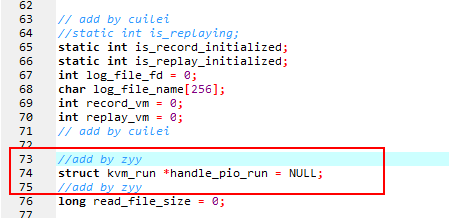 62
63 // add by cuilei
64 //static int is_replaying;
65 static int is_record_initialized;
66 static int is_replay_initialized;
67 int log_file_fd = 0;
68 char log_file_name[256];
69 int record_vm = 0;
70 int replay_vm = 0;
71 // add by cuilei
72
73 //add by zyy
74 struct kvm_run *handle_pio_run = NULL;
75 //add by zyy
76 long read_file_size = 0;
77